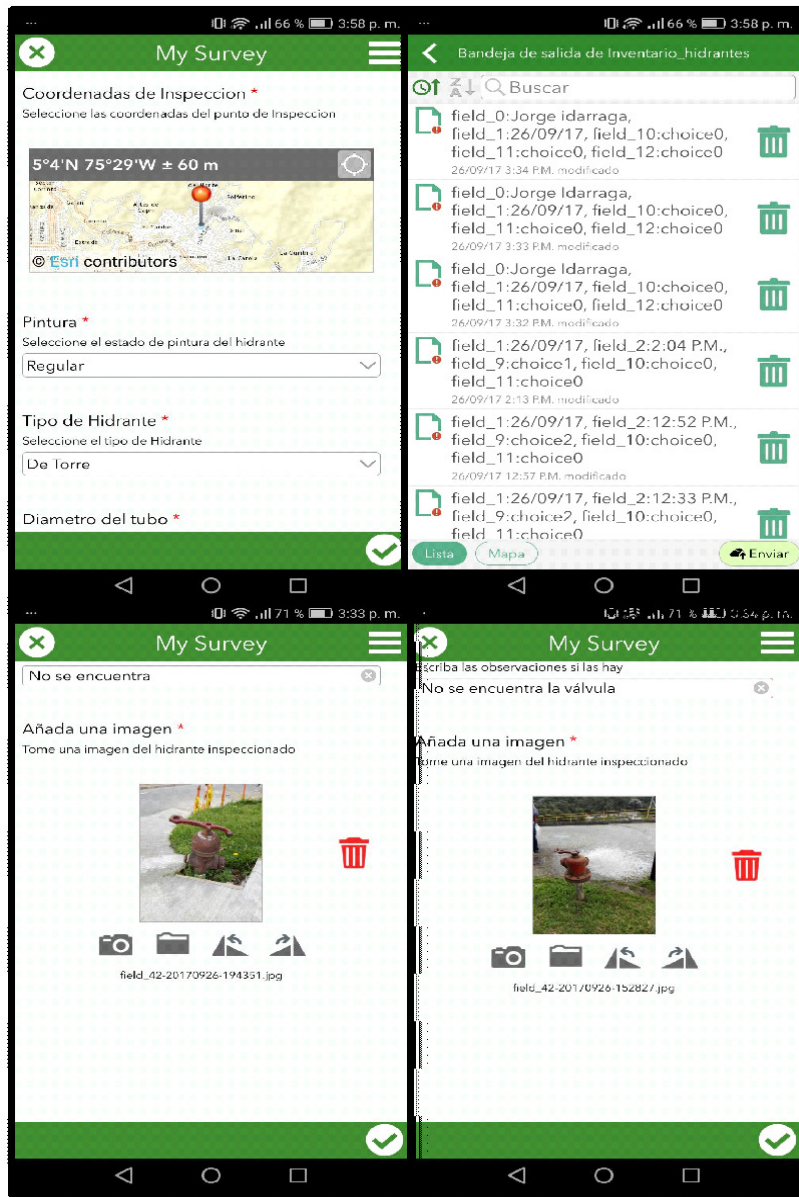 66 % 3:58 p. m.
My Survey
Coordenadas de Inspeccion *
Seleccione las coordenadas del punto de Inspeccion
5°4'N 75°29'W ± 60 m
© Esri contributors
Pintura *
Seleccione el estado de pintura del hidrante
Regular
Tipo de Hidrante *
Seleccione el tipo de Hidrante
De Torre
Diametro del tubo *
66 % 3:58 p. m.
Bandeja de salida de Inventario_hidrantes
Buscar
field_0:Jorge idarraga,
field_1:26/09/17, field_10:choice0,
field_11:choice0, field_12:choice0
26/09/17 3:34 P.M. modificado
field_0:Jorge Idarraga,
field_1:26/09/17, field_10:choice0,
field_11:choice0, field_12:choice0
26/09/17 3:33 P.M. modificado
field_0:Jorge Idarraga,
field_1:26/09/17, field_10:choice0,
field_11:choice0, field_12:choice0
26/09/17 3:32 P.M. modificado
field_1:26/09/17, field_2:2:04 P.M.,
field_9:choice1, field_10:choice0,
field_11:choice0
26/09/17 2:13 P.M. modificado
field_1:26/09/17, field_2:12:52 P.M.,
field_9:choice2, field_10:choice0,
field_11:choice0
26/09/17 12:57 P.M. modificado
field_1:26/09/17, field_2:12:33 P.M.,
field_9:choice2, field_10:choice0,
field_11:choice0
Lista Mapa Enviar
71 % 3:33 p. m.
My Survey
No se encuentra
Añada una imagen *
Tome una imagen del hidrante inspeccionado
field_42-20170926-194351.jpg
71 % 3:34 p. m.
My Survey
Escriba las observaciones si las hay
No se encuentra la válvula
Añada una imagen *
Tome una imagen del hidrante inspeccionado
field_42-20170926-152827.jpg